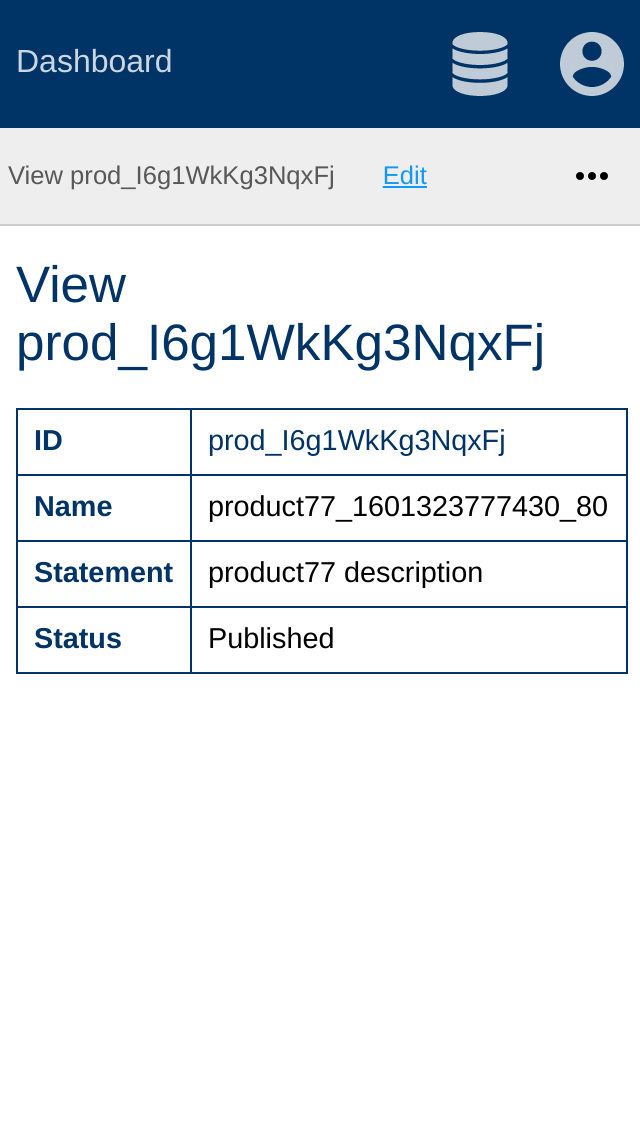 Dashboard
View prod_I6g1WkKg3NqxFj Edit
View
prod_I6g1WkKg3NqxFj
ID prod_I6g1WkKg3NqxFj
Name product77_1601323777430_80
Statement product77 description
Status Published